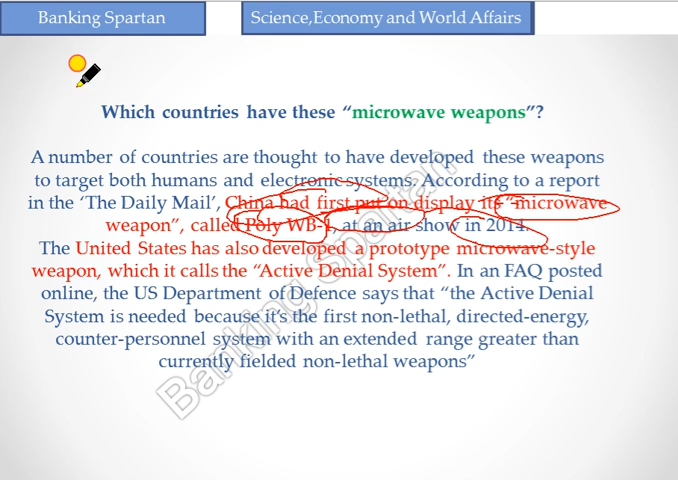 Banking Spartan
Science,Economy and World Affairs
Which countries have these “microwave weapons”?
A number of countries are thought to have developed these weapons
to target both humans and electronic systems. According to a report
in the ‘The Daily Mail’, China had first put on display its “microwave
weapon”, called Poly WB-1, at an air show in 2014.
The United States has also developed a prototype microwave-style
weapon, which it calls the “Active Denial System”. In an FAQ posted
online, the US Department of Defence says that “the Active Denial
System is needed because it’s the first non-lethal, directed-energy,
counter-personnel system with an extended range greater than
currently fielded non-lethal weapons”
Banking Spartan